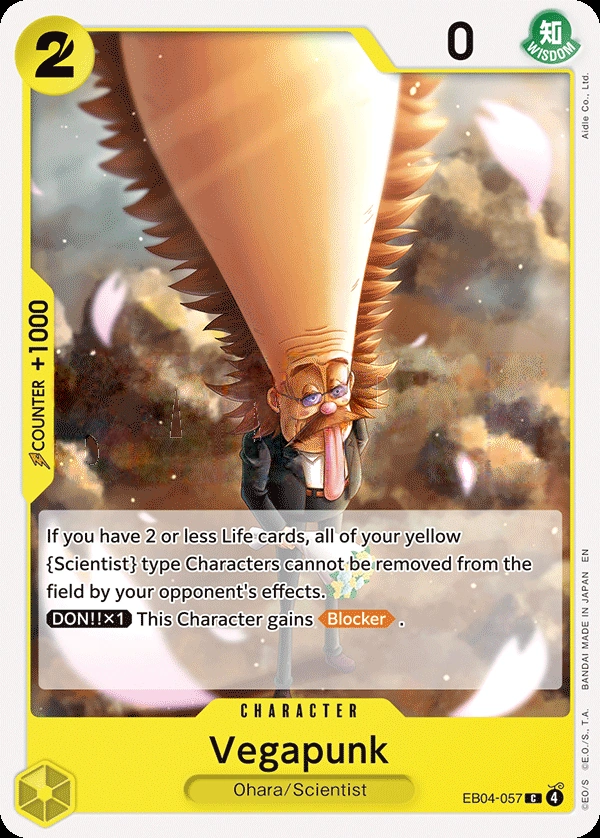 2
0
知
WISDOM
Aidle Co., Ltd.
COUNTER +1000
If you have 2 or less Life cards, all of your yellow
{Scientist} type Characters cannot be removed from the
field by your opponent's effects.
DON!!×1 This Character gains Blocker .
CHARACTER
Vegapunk
Ohara/Scientist
EB04-057 C 4
©EO/S ©E.O./S., T.A. BANDAI MADE IN JAPAN EN